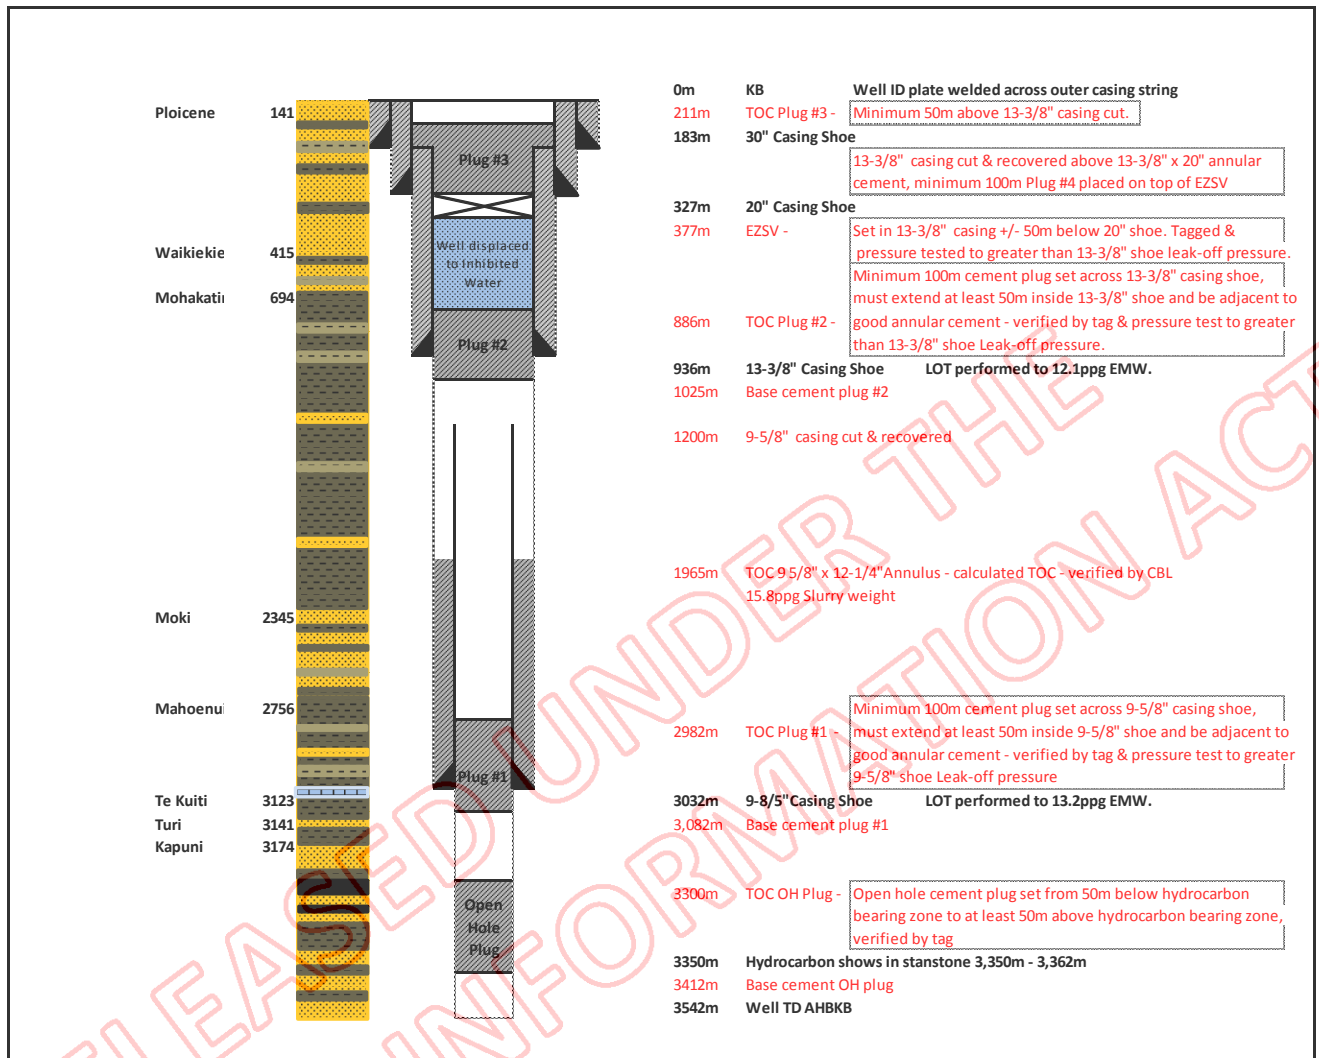 0m KB Well ID plate welded across outer casing string
Ploicene 141
211m TOC Plug #3 - Minimum 50m above 13-3/8" casing cut.
183m 30" Casing Shoe
Plug #3
13-3/8" casing cut & recovered above 13-3/8" x 20" annular
cement, minimum 100m Plug #4 placed on top of EZSV
327m 20" Casing Shoe
377m EZSV - Set in 13-3/8" casing +/- 50m below 20" shoe. Tagged &
pressure tested to greater than 13-3/8" shoe leak-off pressure.
Waikiekie 415
Well displaced
to Inhibited
Water
Minimum 100m cement plug set across 13-3/8" casing shoe,
must extend at least 50m inside 13-3/8" shoe and be adjacent to
Mohakatii 694
886m TOC Plug #2 - good annular cement - verified by tag & pressure test to greater
than 13-3/8" shoe Leak-off pressure.
Plug #2
936m 13-3/8" Casing Shoe LOT performed to 12.1ppg EMW.
1025m Base cement plug #2
1200m 9-5/8" casing cut & recovered
1965m TOC 9 5/8" x 12-1/4"Annulus - calculated TOC - verified by CBL
15.8ppg Slurry weight
Moki 2345
Mahoenui 2756
Minimum 100m cement plug set across 9-5/8" casing shoe,
2982m TOC Plug #1 - must extend at least 50m inside 9-5/8" shoe and be adjacent to
good annular cement - verified by tag & pressure test to greater
9-5/8" shoe Leak-off pressure
Plug #1
Te Kuiti 3123
3032m 9-8/5"Casing Shoe LOT performed to 13.2ppg EMW.
Turi 3141
3,082m Base cement plug #1
Kapuni 3174
3300m TOC OH Plug - Open hole cement plug set from 50m below hydrocarbon
bearing zone to at least 50m above hydrocarbon bearing zone,
verified by tag
Open
Hole
Plug
3350m Hydrocarbon shows in stanstone 3,350m - 3,362m
3412m Base cement OH plug
3542m Well TD AHBKB
ELEASED UNDER THE
INFORMATION ACT